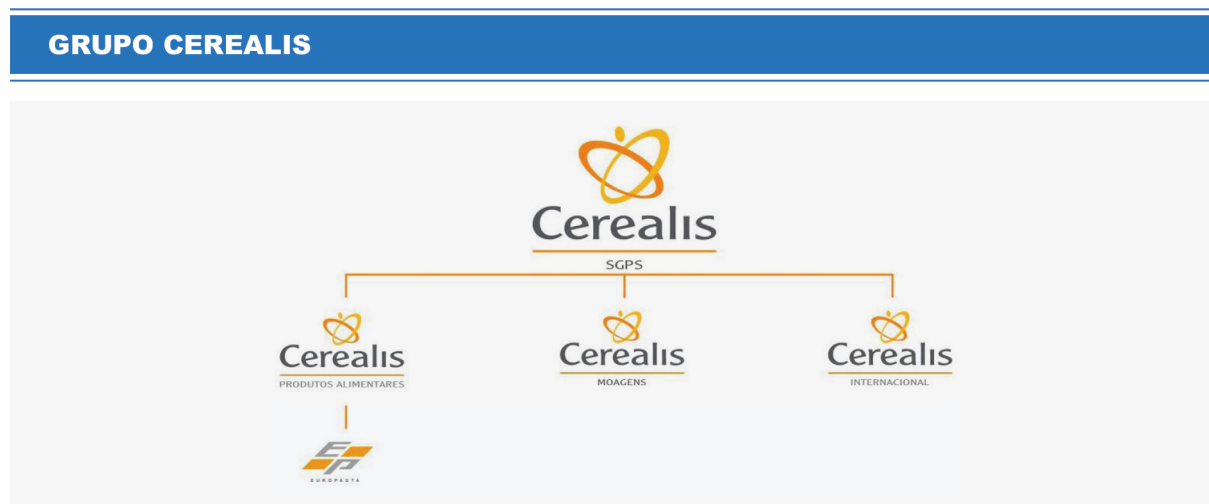 GRUPO CEREALIS
Cerealis
SGPS
Cerealis
PRODUTOS ALIMENTARES
Cerealis
MOAGENS
Cerealis
INTERNACIONAL
EP
EUROPASTA